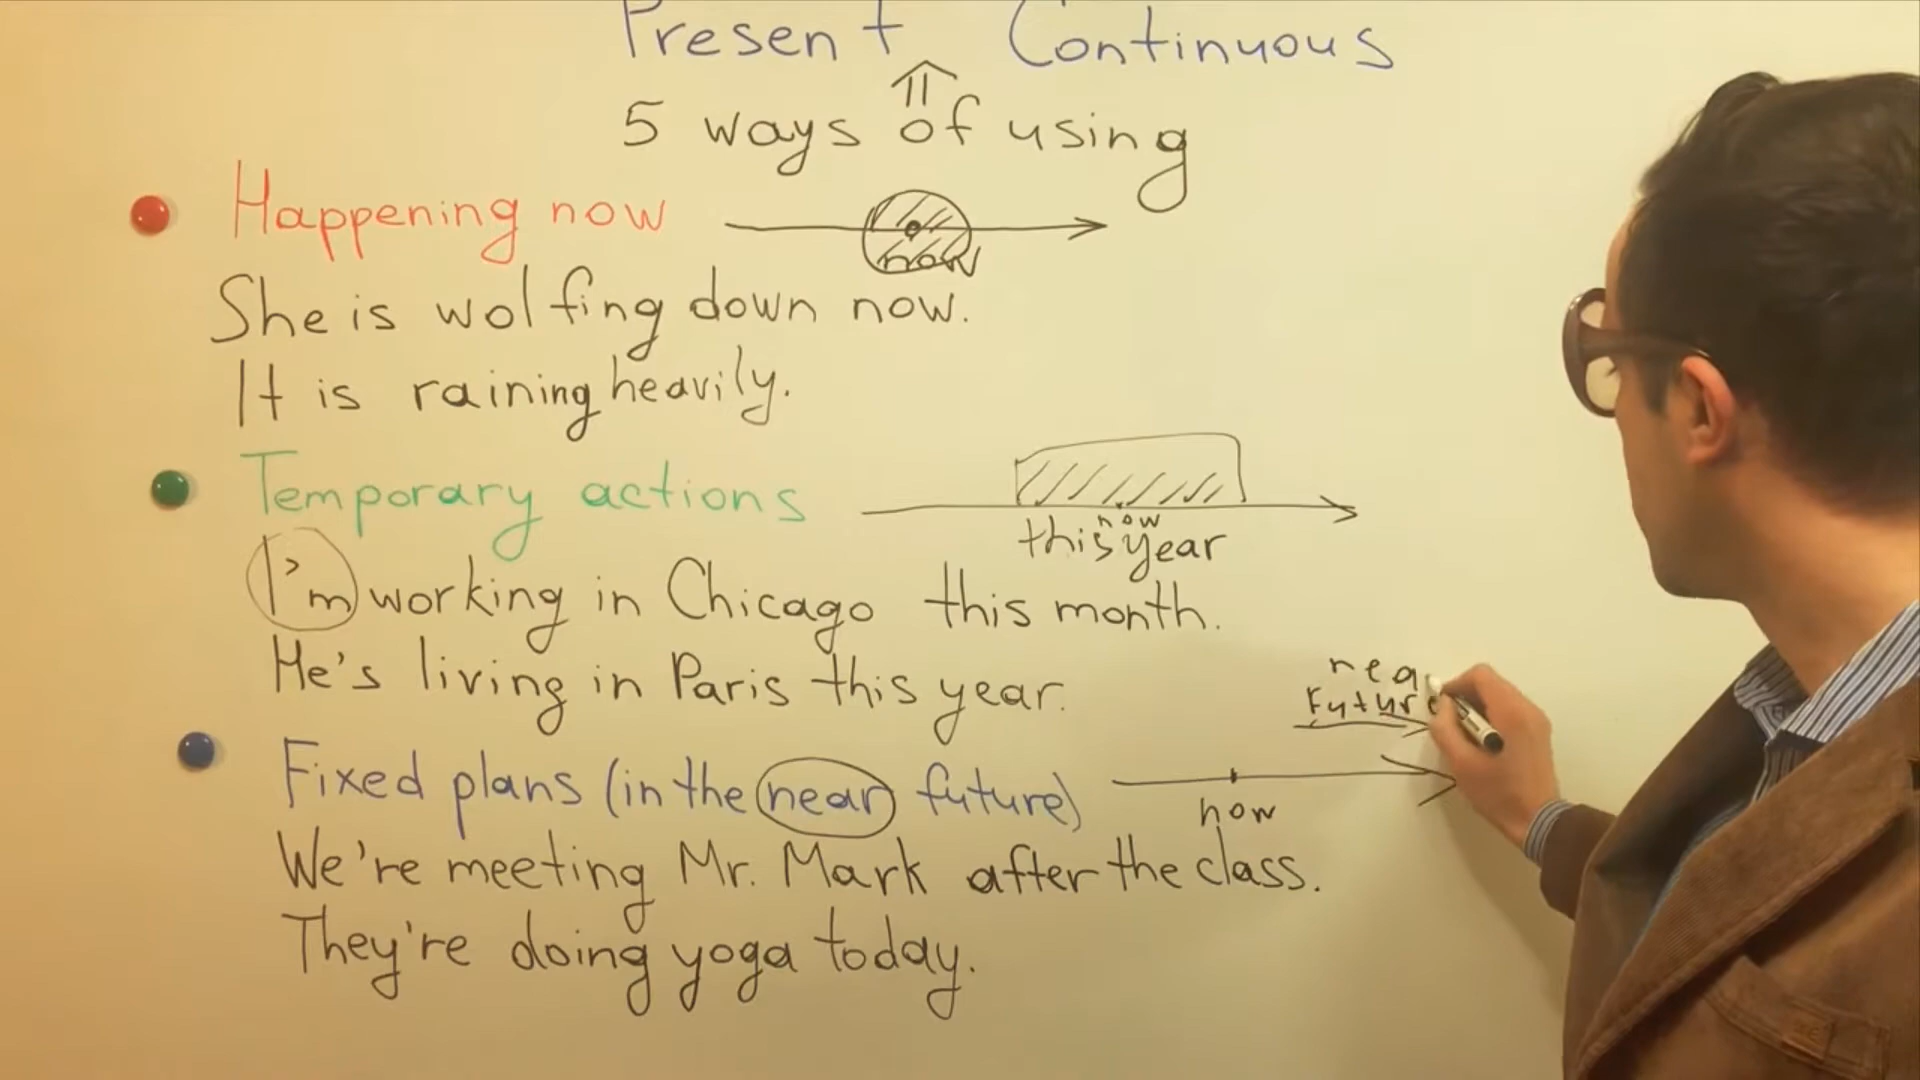 Present Continuous
5 ways of using
Happening now
now
She is wolfing down now.
It is raining heavily.
Temporary actions
now
this year
I'm working in Chicago this month.
He's living in Paris this year.
near
Future
Fixed plans (in the near future)
now
We're meeting Mr. Mark after the class.
They're doing yoga today.